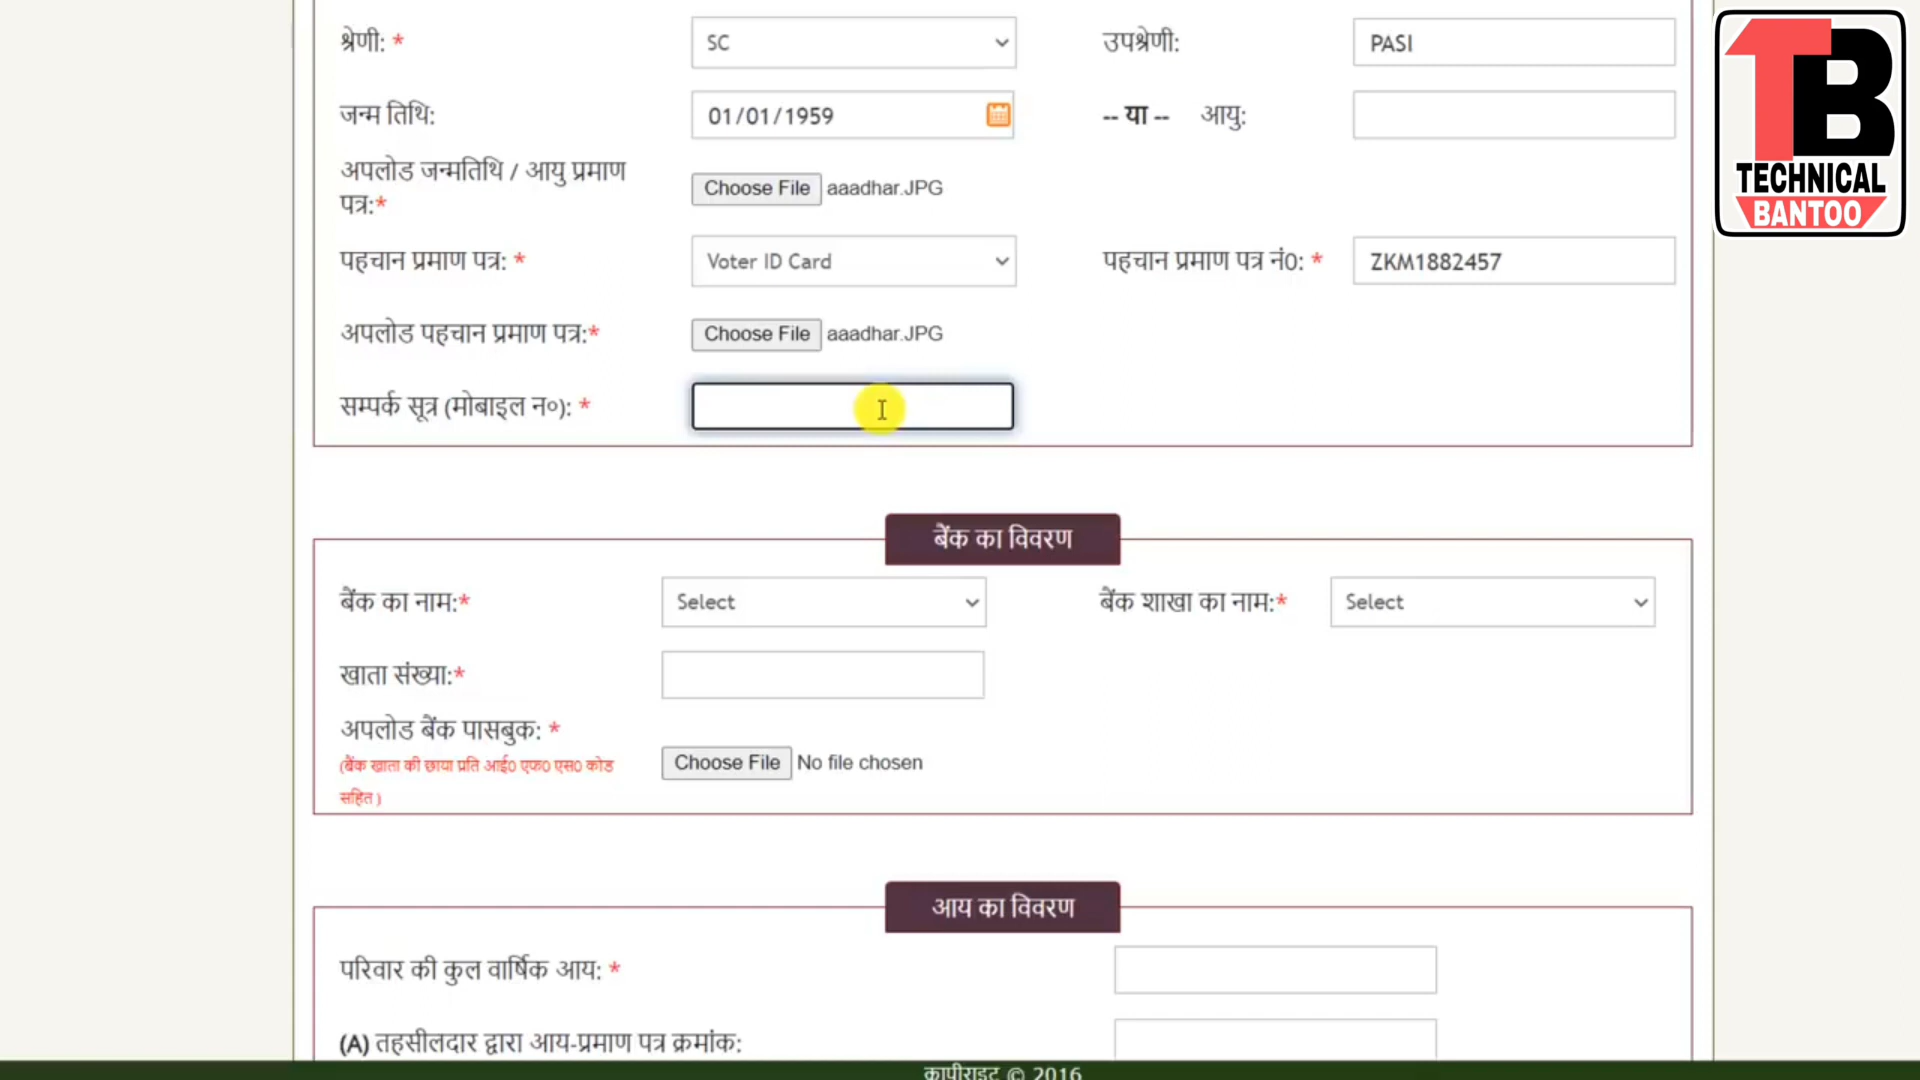 श्रेणी: * SC उपश्रेणी: PASI
जन्म तिथि: 01/01/1959 -- या -- आयु:
अपलोड जन्मतिथि / आयु प्रमाण
पत्र:* Choose File aaadhar.JPG
पहचान प्रमाण पत्र: * Voter ID Card पहचान प्रमाण पत्र नं0: * ZKM1882457
अपलोड पहचान प्रमाण पत्र:* Choose File aaadhar.JPG
सम्पर्क सूत्र (मोबाइल न०): *
बैंक का विवरण
बैंक का नाम:* Select बैंक शाखा का नाम:* Select
खाता संख्या:*
अपलोड बैंक पासबुक: *
(बैंक खाता की छाया प्रति आई0 एफ0 एस0 कोड
सहित )
Choose File No file chosen
आय का विवरण
परिवार की कुल वार्षिक आय: *
(A) तहसीलदार द्वारा आय-प्रमाण पत्र क्रमांक:
कापीराइट © 2016
TB
TECHNICAL
BANTOO